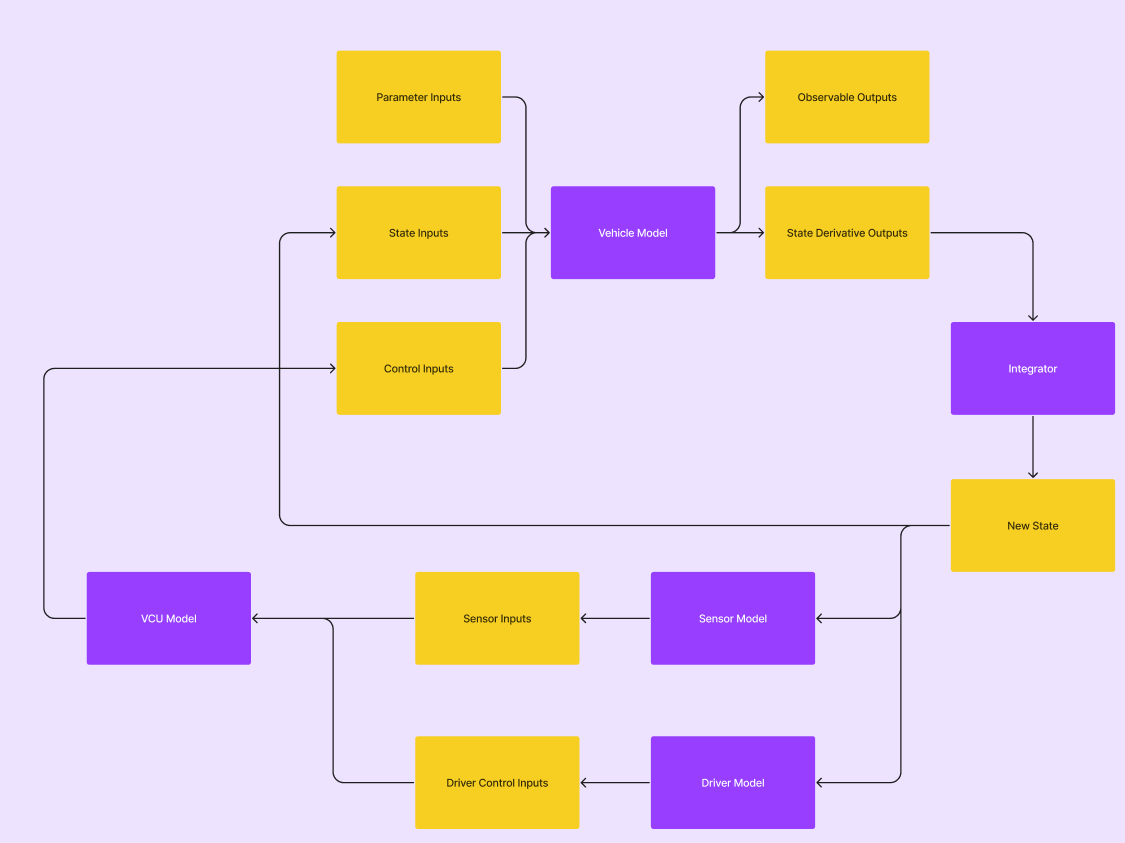 Parameter Inputs
Observable Outputs
State Inputs
Vehicle Model
State Derivative Outputs
Control Inputs
Integrator
New State
VCU Model
Sensor Inputs
Sensor Model
Driver Control Inputs
Driver Model